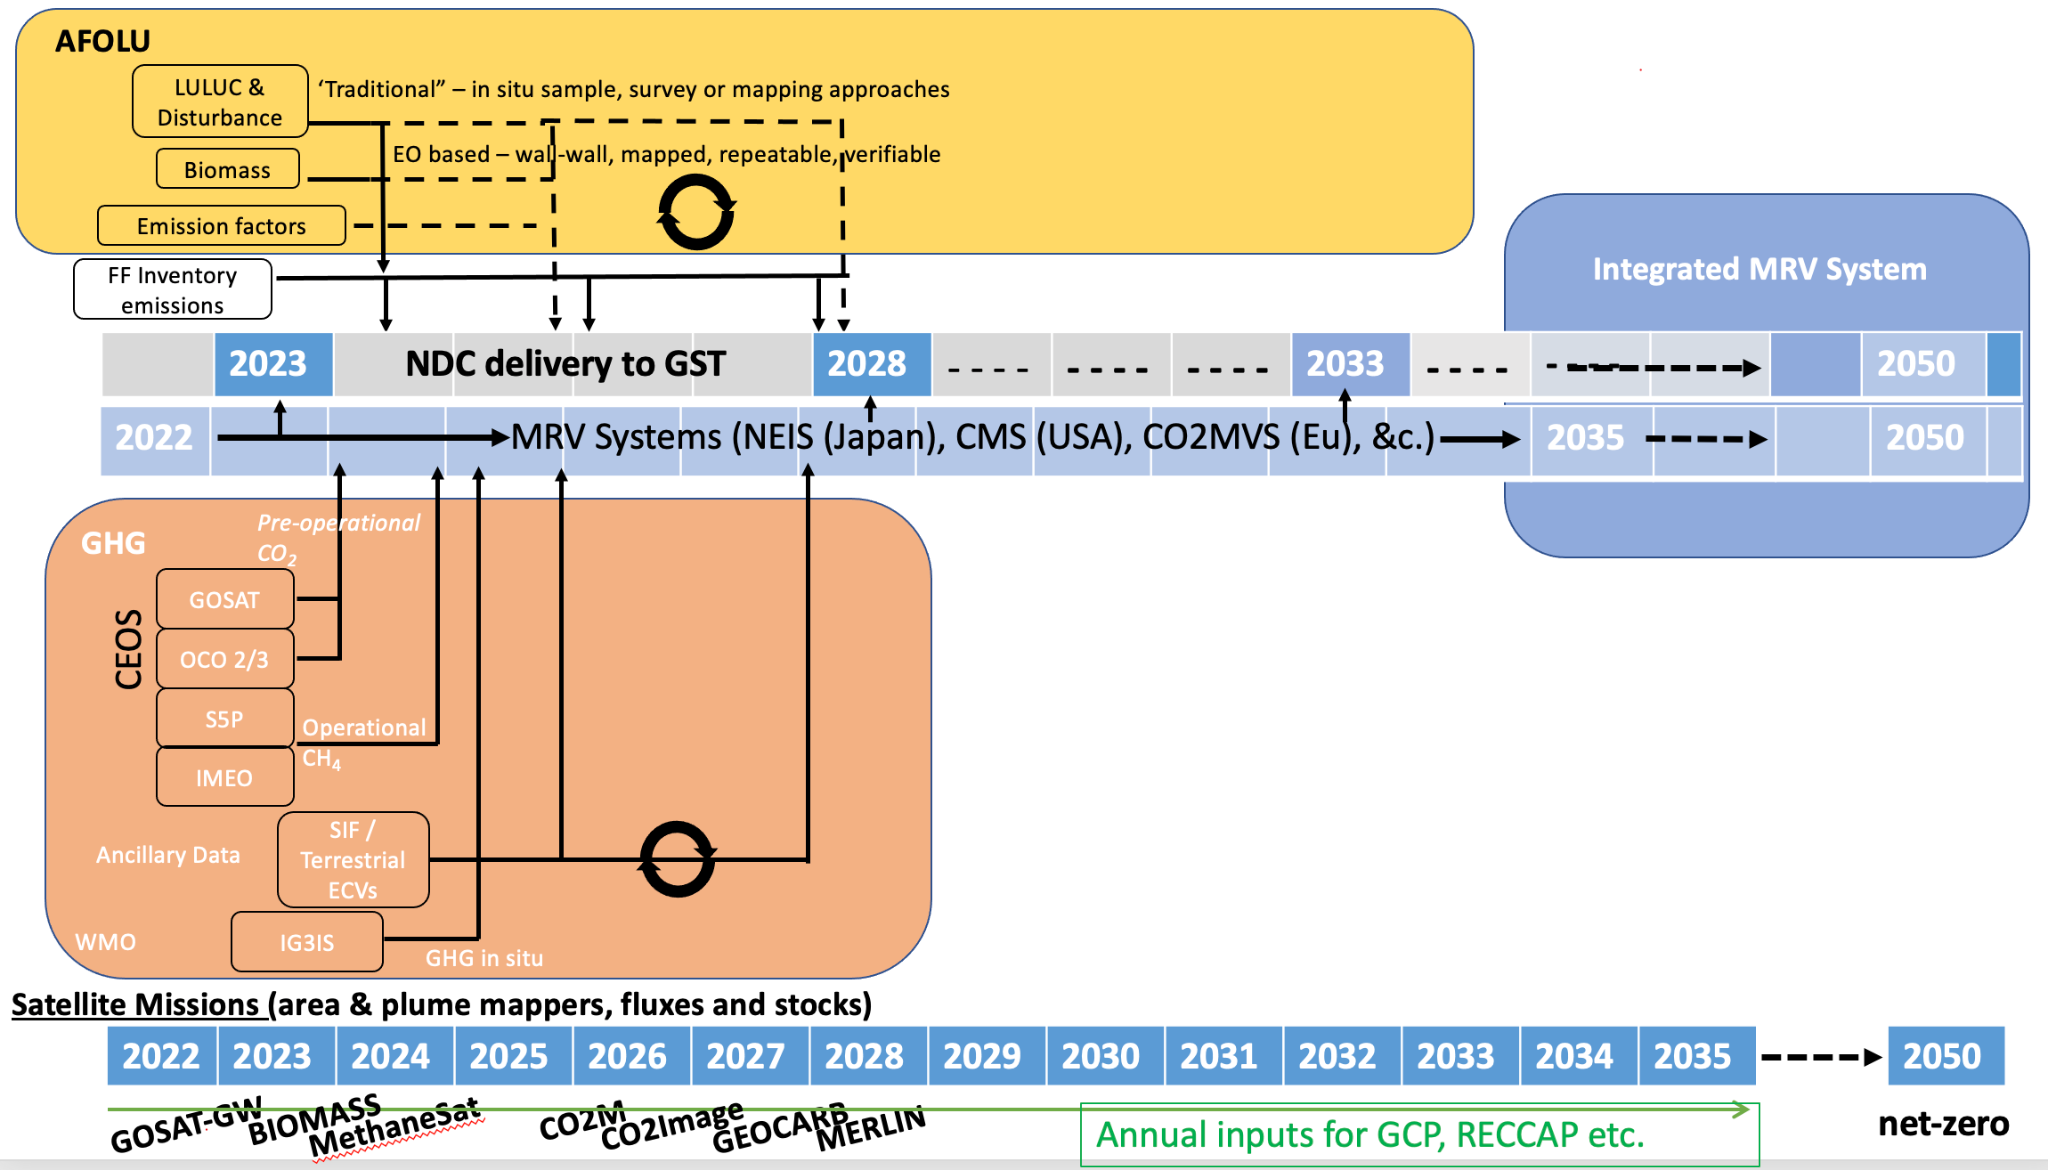 AFOLU
LULUC &
Disturbance
‘Traditional” – in situ sample, survey or mapping approaches
EO based – wall-wall, mapped, repeatable, verifiable
Biomass
Emission factors
FF Inventory
emissions
Integrated MRV System
2023
NDC delivery to GST
2028
2033
2050
2022
MRV Systems (NEIS (Japan), CMS (USA), CO2MVS (Eu), &c.)
2035
2050
GHG
Pre-operational
CO2
CEOS
GOSAT
OCO 2/3
S5P
IMEO
Operational
CH4
Ancillary Data
SIF /
Terrestrial
ECVs
WMO
IG3IS
GHG in situ
Satellite Missions (area & plume mappers, fluxes and stocks)
2022 2023 2024 2025 2026 2027 2028 2029 2030 2031 2032 2033 2034 2035 2050
GOSAT-GW
BIOMASS
MethaneSat
CO2M
CO2Image
GEOCARB
MERLIN
Annual inputs for GCP, RECCAP etc.
net-zero